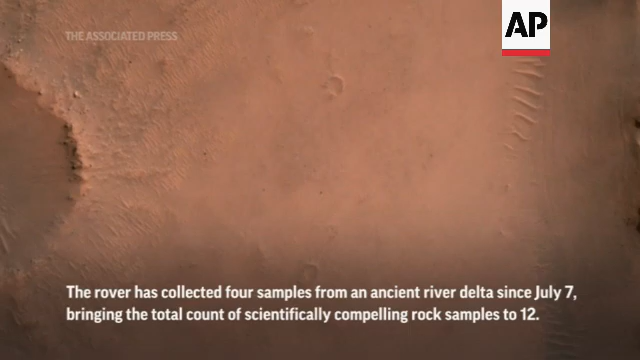 THE ASSOCIATED PRESS
AP
The rover has collected four samples from an ancient river delta since July 7,
bringing the total count of scientifically compelling rock samples to 12.